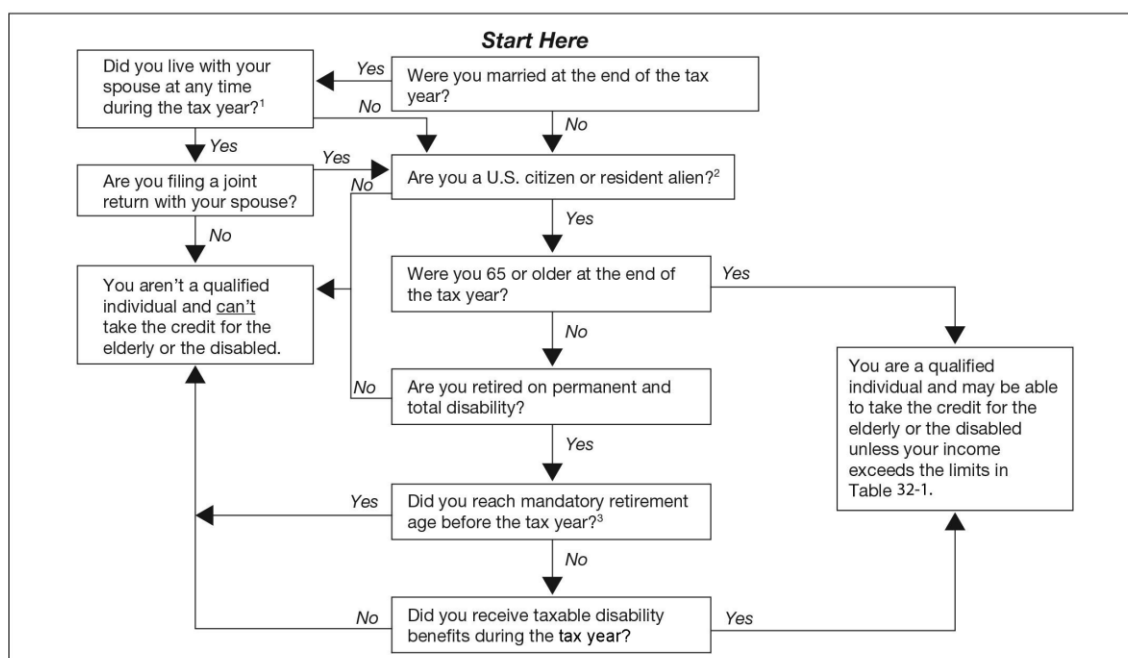 Start Here
Were you married at the end of the tax
year?
Yes
No
Did you live with your
spouse at any time
during the tax year?¹
No
Yes
Are you filing a joint
return with your spouse?
Yes
No
Are you a U.S. citizen or resident alien?²
No
Yes
You aren't a qualified
individual and can't
take the credit for the
elderly or the disabled.
Were you 65 or older at the end of
the tax year?
Yes
No
Are you retired on permanent and
total disability?
No
Yes
You are a qualified
individual and may be able
to take the credit for the
elderly or the disabled
unless your income
exceeds the limits in
Table 32-1.
Did you reach mandatory retirement
age before the tax year?³
Yes
No
Did you receive taxable disability
benefits during the tax year?
No
Yes